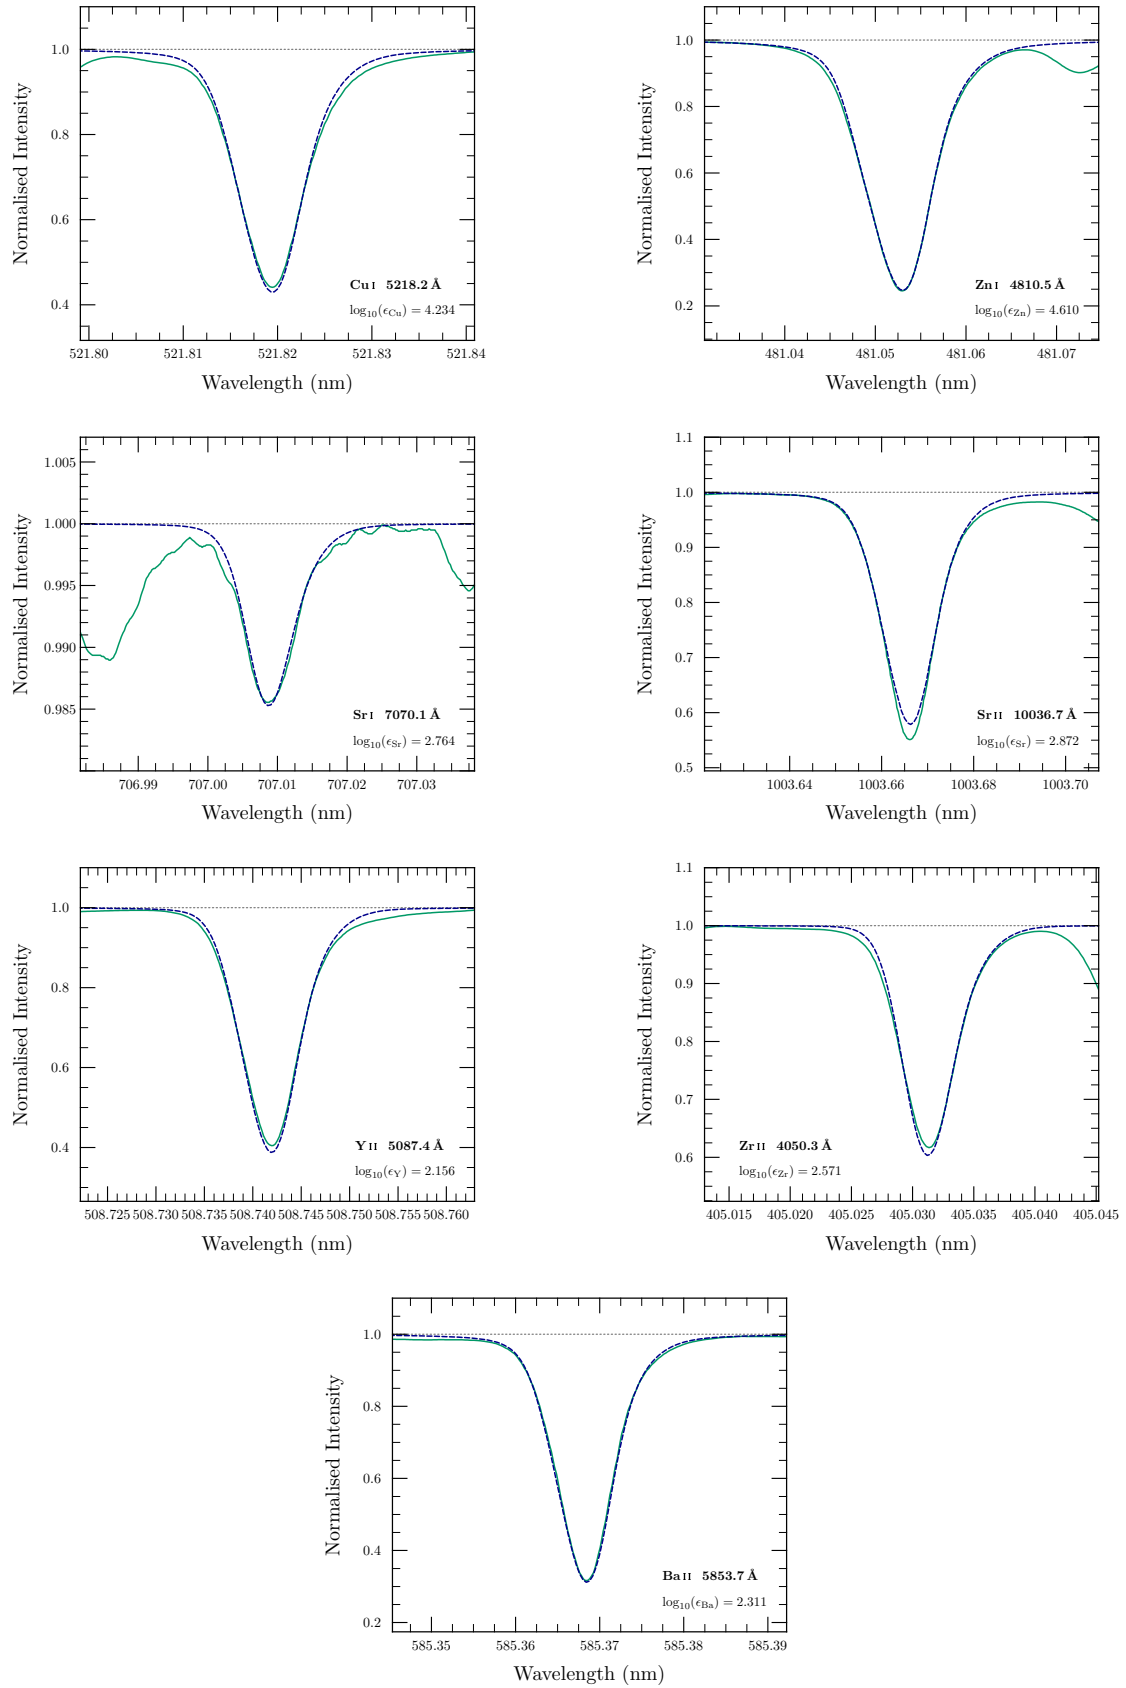 1.0
0.8
0.6
0.4
Normalised Intensity
Cu I 5218.2 Å
log₁₀(ϵ_Cu) = 4.234
521.80 521.81 521.82 521.83 521.84
Wavelength (nm)
1.0
0.8
0.6
0.4
0.2
Normalised Intensity
Zn I 4810.5 Å
log₁₀(ϵ_Zn) = 4.610
481.04 481.05 481.06 481.07
Wavelength (nm)
1.005
1.000
0.995
0.990
0.985
Normalised Intensity
Sr I 7070.1 Å
log₁₀(ϵ_Sr) = 2.764
706.99 707.00 707.01 707.02 707.03
Wavelength (nm)
1.1
1.0
0.9
0.8
0.7
0.6
0.5
Normalised Intensity
Sr II 10036.7 Å
log₁₀(ϵ_Sr) = 2.872
1003.64 1003.66 1003.68 1003.70
Wavelength (nm)
1.0
0.8
0.6
0.4
Normalised Intensity
Y II 5087.4 Å
log₁₀(ϵ_Y) = 2.156
508.725 508.730 508.735 508.740 508.745 508.750 508.755 508.760
Wavelength (nm)
1.1
1.0
0.9
0.8
0.7
0.6
Normalised Intensity
Zr II 4050.3 Å
log₁₀(ϵ_Zr) = 2.571
405.015 405.020 405.025 405.030 405.035 405.040 405.045
Wavelength (nm)
1.0
0.8
0.6
0.4
0.2
Normalised Intensity
Ba II 5853.7 Å
log₁₀(ϵ_Ba) = 2.311
585.35 585.36 585.37 585.38 585.39
Wavelength (nm)